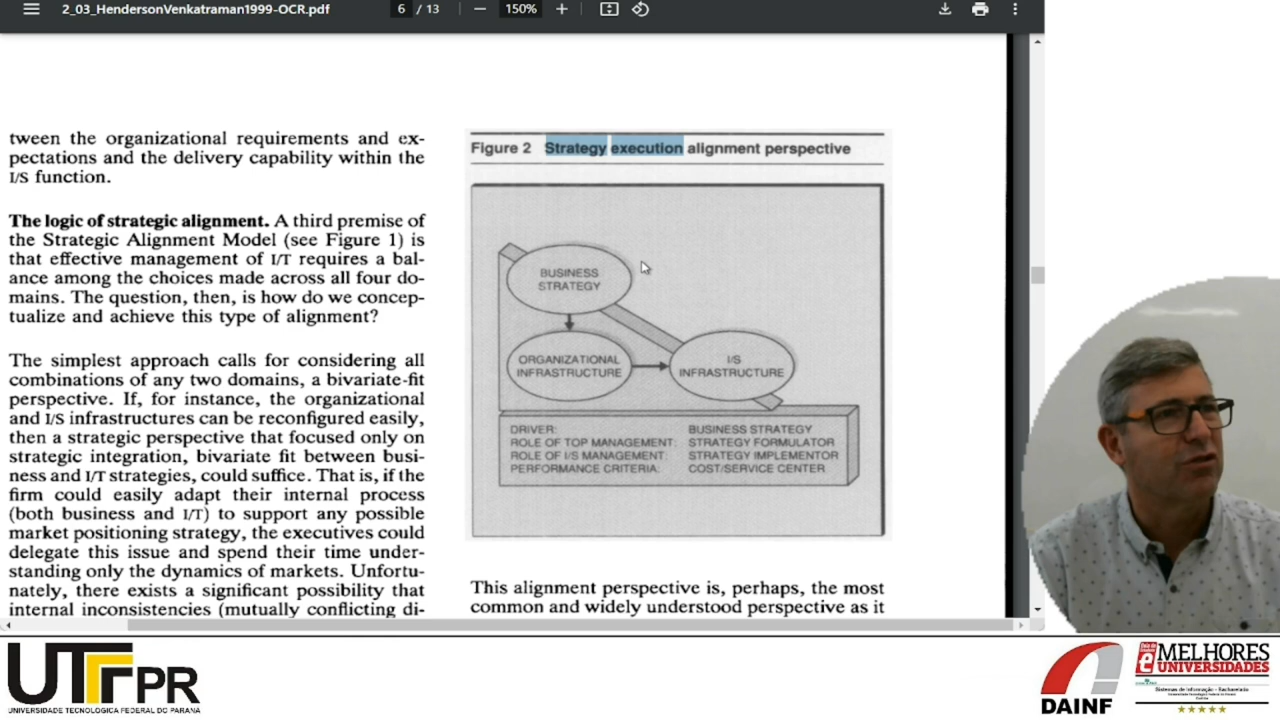 2_03_HendersonVenkatraman1999-OCR.pdf
6 / 13
150%
tween the organizational requirements and ex-
pectations and the delivery capability within the
I/S function.
The logic of strategic alignment. A third premise of
the Strategic Alignment Model (see Figure 1) is
that effective management of I/T requires a bal-
ance among the choices made across all four do-
mains. The question, then, is how do we concep-
tualize and achieve this type of alignment?
The simplest approach calls for considering all
combinations of any two domains, a bivariate-fit
perspective. If, for instance, the organizational
and I/S infrastructures can be reconfigured easily,
then a strategic perspective that focused only on
strategic integration, bivariate fit between busi-
ness and I/T strategies, could suffice. That is, if the
firm could easily adapt their internal process
(both business and I/T) to support any possible
market positioning strategy, the executives could
delegate this issue and spend their time under-
standing only the dynamics of markets. Unfortu-
nately, there exists a significant possibility that
internal inconsistencies (mutually conflicting di-
Figure 2 Strategy execution alignment perspective
BUSINESS
STRATEGY
ORGANIZATIONAL
INFRASTRUCTURE
I/S
INFRASTRUCTURE
DRIVER: BUSINESS STRATEGY
ROLE OF TOP MANAGEMENT: STRATEGY FORMULATOR
ROLE OF I/S MANAGEMENT: STRATEGY IMPLEMENTOR
PERFORMANCE CRITERIA: COST/SERVICE CENTER
This alignment perspective is, perhaps, the most
common and widely understood perspective as it
UTFPR
UNIVERSIDADE TECNOLÓGICA FEDERAL DO PARANÁ
DAINF
MELHORES
UNIVERSIDADES
Sistemas de Informação - Bacharelado